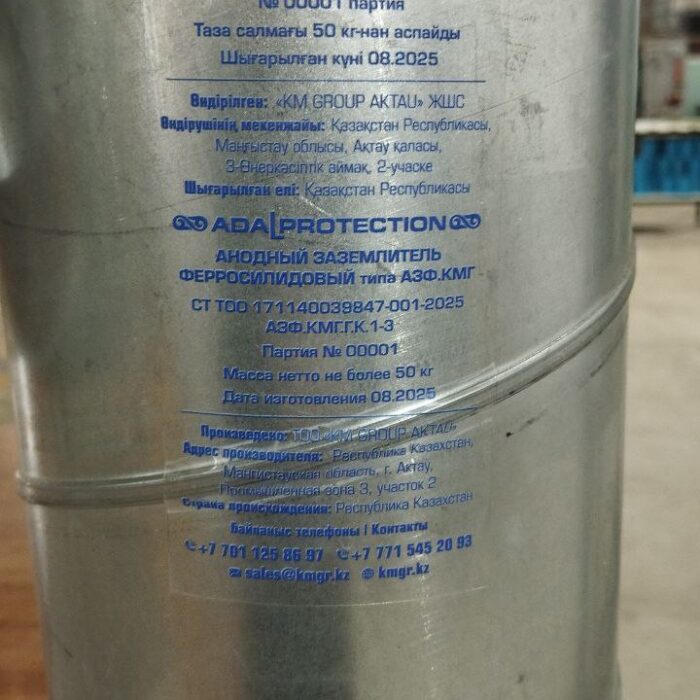 № 00001 партия
Таза салмағы 50 кг-нан аспайды
Шығарылған күні 08.2025
Өндірілген: «KM GROUP AKTAU» ЖШС
Өндірушінің мекенжайы: Қазақстан Республикасы,
Маңғыстау облысы, Ақтау қаласы,
3-Өнеркәсіптік аймақ, 2-учаске
Шығарылған елі: Қазақстан Республикасы
ADALPROTECTION
АНОДНЫЙ ЗАЗЕМЛИТЕЛЬ
ФЕРРОСИЛИДОВЫЙ типа АЗФ.КМГ
СТ ТОО 171140039847-001-2025
АЗФ.КМГ.Г.К.1-3
Партия № 00001
Масса нетто не более 50 кг
Дата изготовления 08.2025
Произведено: ТОО «KM GROUP AKTAU»
Адрес производителя: Республика Казахстан,
Мангистауская область, г. Актау,
Промышленная зона 3, участок 2
Страна происхождения: Республика Казахстан
Байланыс телефоны | Контакты
+7 701 125 86 97 +7 771 545 20 93
sales@kmgr.kz kmgr.kz